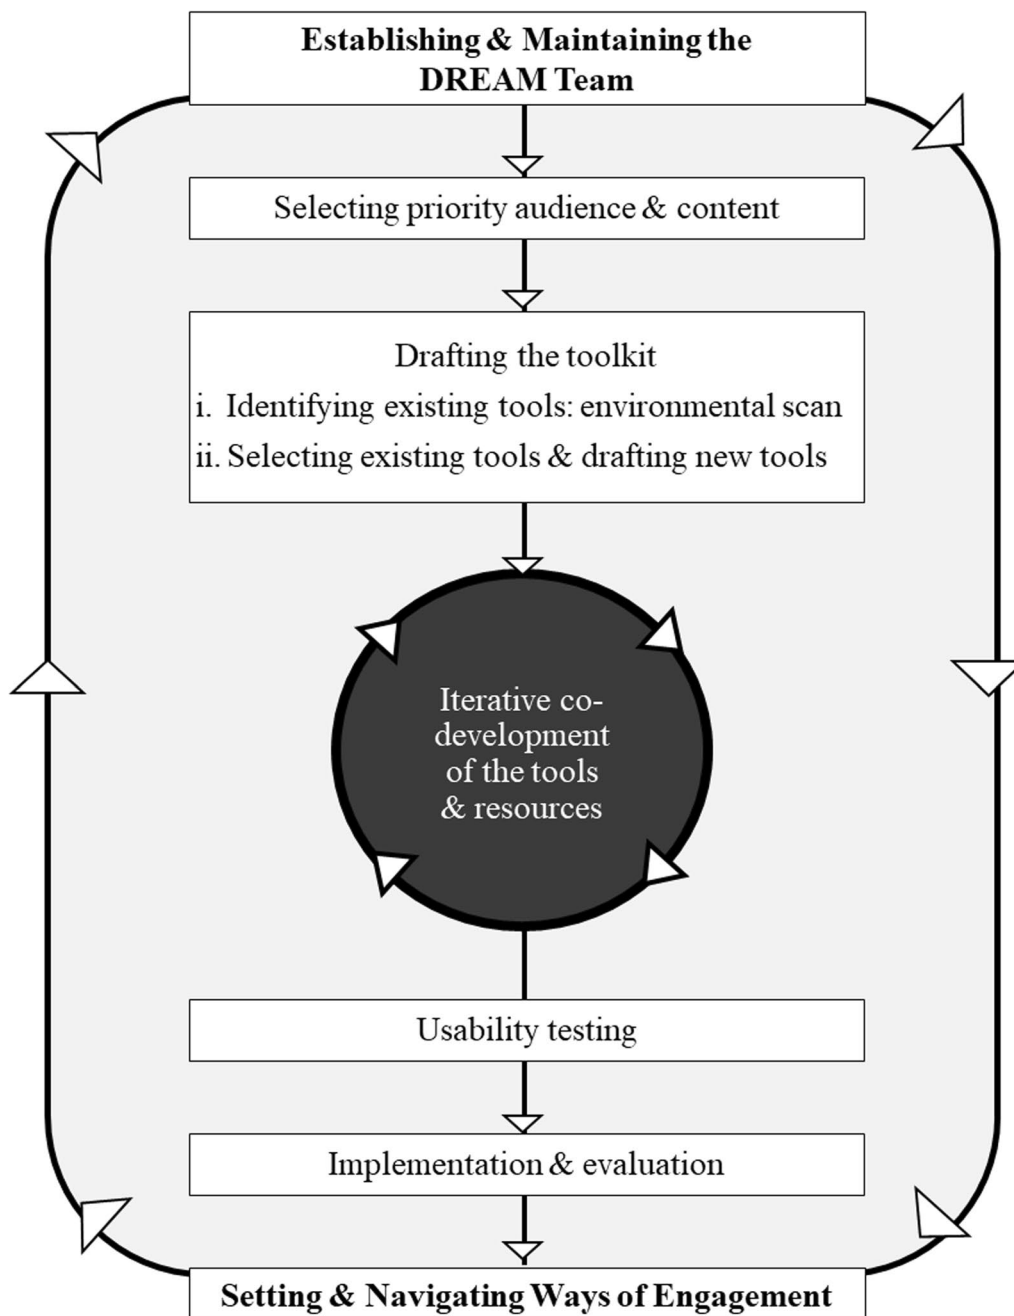 Establishing & Maintaining the
DREAM Team
Selecting priority audience & content
Drafting the toolkit
i. Identifying existing tools: environmental scan
ii. Selecting existing tools & drafting new tools
Iterative co-
development
of the tools
& resources
Usability testing
Implementation & evaluation
Setting & Navigating Ways of Engagement